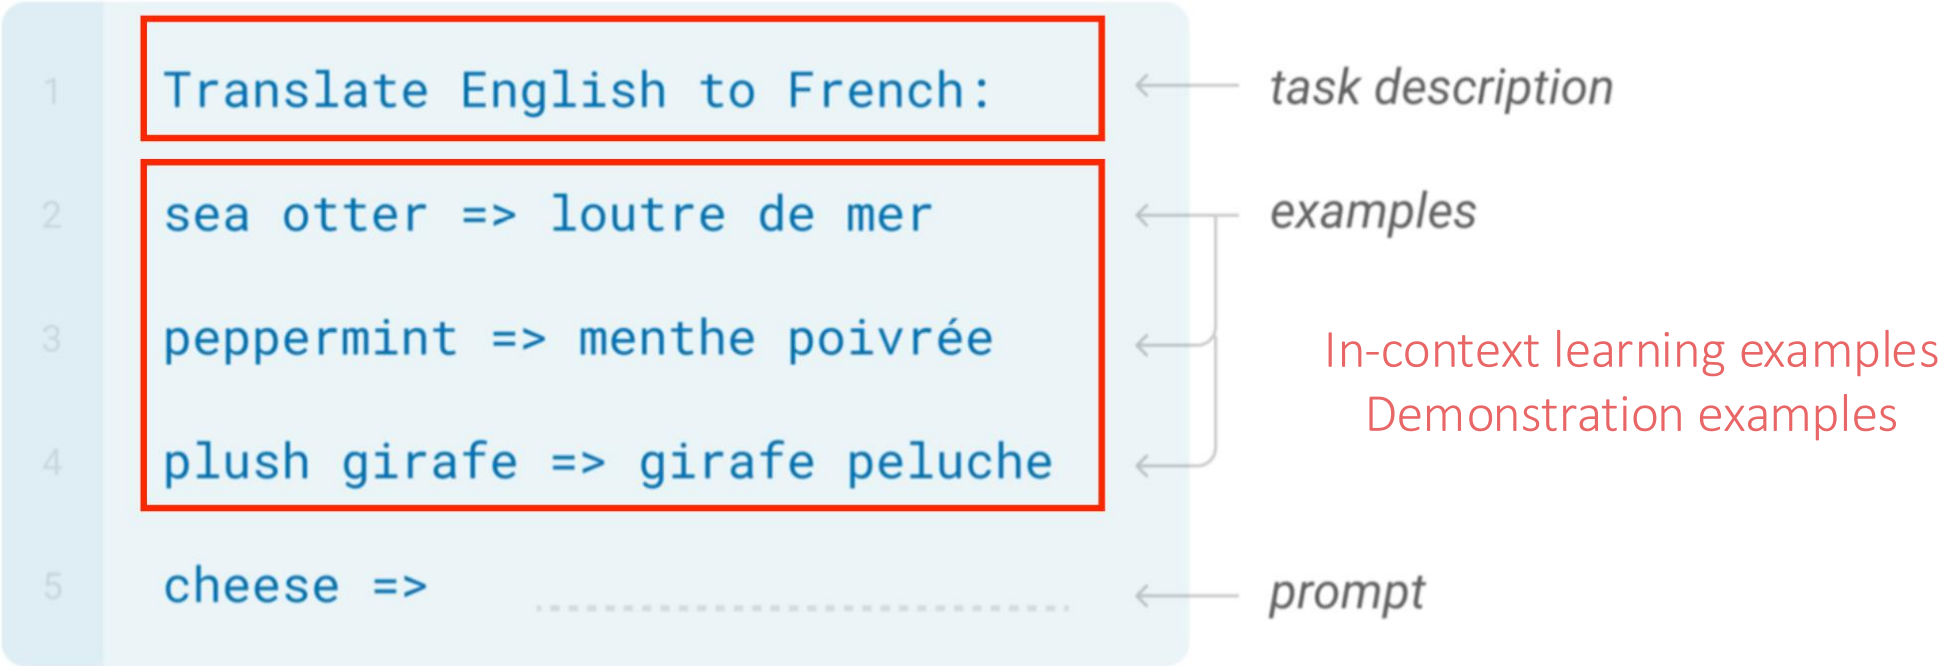 1 Translate English to French: task description
2 sea otter => loutre de mer examples
3 peppermint => menthe poivrée
In-context learning examples
Demonstration examples
4 plush girafe => girafe peluche
5 cheese => prompt